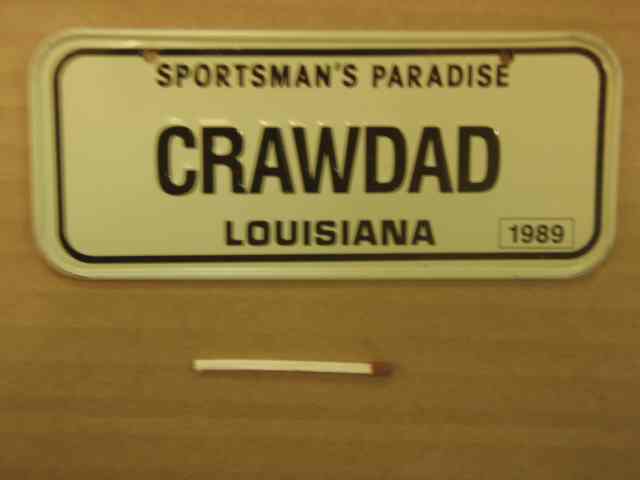 SPORTSMAN'S PARADISE
CRAWDAD
LOUISIANA 1989